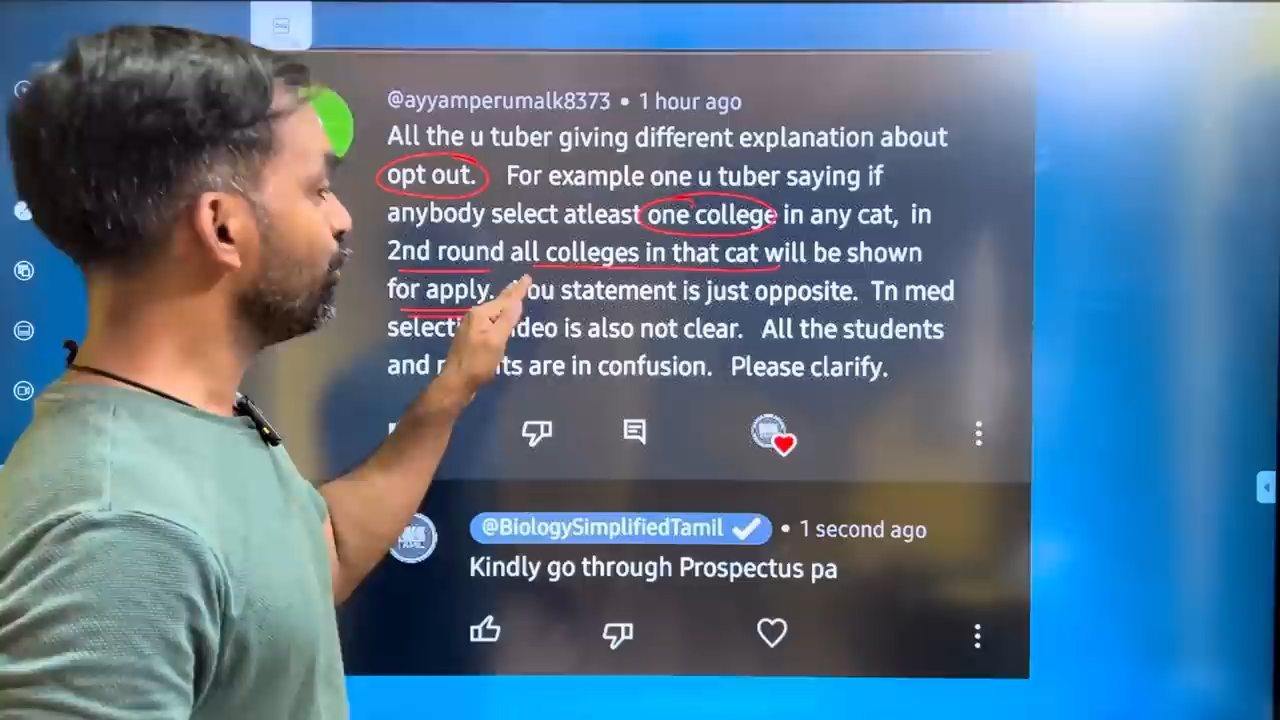 @ayyamperumalk8373 • 1 hour ago
All the u tuber giving different explanation about
opt out. For example one u tuber saying if
anybody select atleast one college in any cat, in
2nd round all colleges in that cat will be shown
for apply. statement is just opposite. Tn med
is also not clear. All the students
and are in confusion. Please clarify.
@BiologySimplifiedTamil • 1 second ago
Kindly go through Prospectus pa